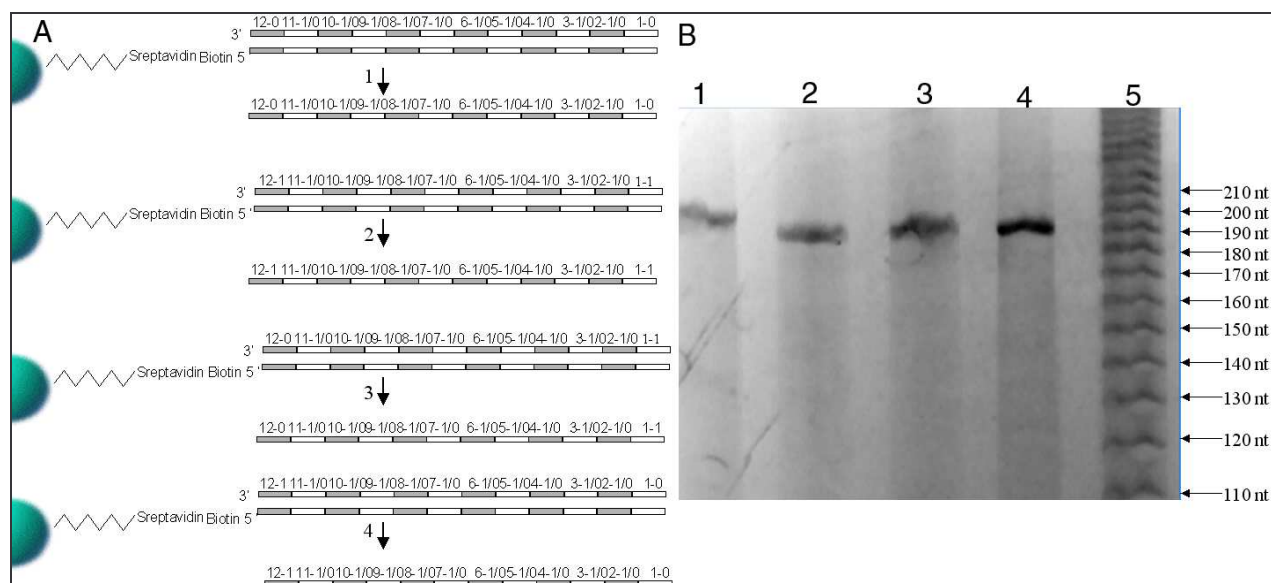 A
12-0 11-1/0 10-1/0 9-1/0 8-1/0 7-1/0 6-1/0 5-1/0 4-1/0 3-1/0 2-1/0 1-0
3'
Sreptavidin Biotin 5
1
12-0 11-1/0 10-1/0 9-1/0 8-1/0 7-1/0 6-1/0 5-1/0 4-1/0 3-1/0 2-1/0 1-0
12-1 11-1/0 10-1/0 9-1/0 8-1/0 7-1/0 6-1/0 5-1/0 4-1/0 3-1/0 2-1/0 1-1
3'
Sreptavidin Biotin 5'
2
12-1 11-1/0 10-1/0 9-1/0 8-1/0 7-1/0 6-1/0 5-1/0 4-1/0 3-1/0 2-1/0 1-1
12-0 11-1/0 10-1/0 9-1/0 8-1/0 7-1/0 6-1/0 5-1/0 4-1/0 3-1/0 2-1/0 1-1
3'
Sreptavidin Biotin 5'
3
12-0 11-1/0 10-1/0 9-1/0 8-1/0 7-1/0 6-1/0 5-1/0 4-1/0 3-1/0 2-1/0 1-1
12-1 11-1/0 10-1/0 9-1/0 8-1/0 7-1/0 6-1/0 5-1/0 4-1/0 3-1/0 2-1/0 1-0
3'
Sreptavidin Biotin 5'
4
12-1 11-1/0 10-1/0 9-1/0 8-1/0 7-1/0 6-1/0 5-1/0 4-1/0 3-1/0 2-1/0 1-0
B
1 2 3 4 5
210 nt
200 nt
190 nt
180 nt
170 nt
160 nt
150 nt
140 nt
130 nt
120 nt
110 nt